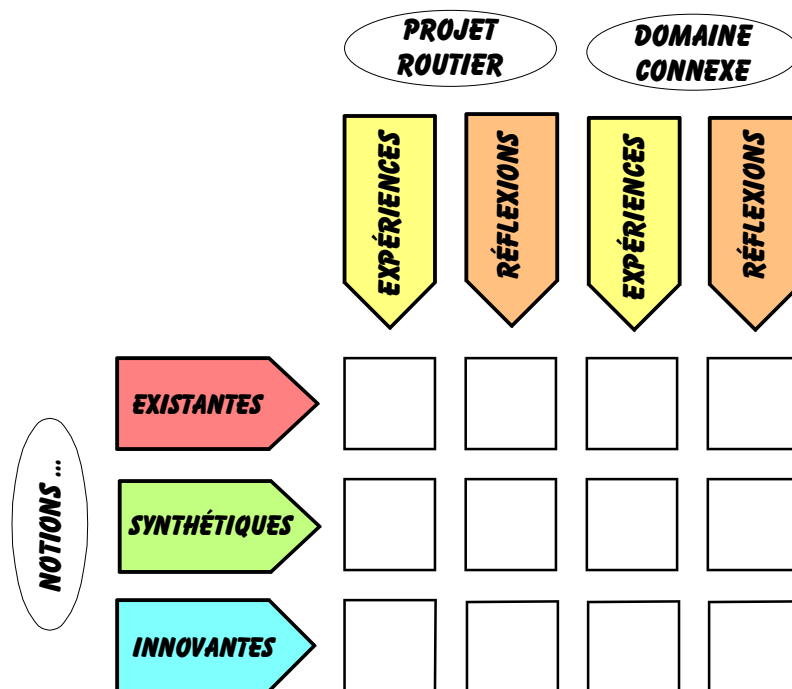 PROJET
ROUTIER
DOMAINE
CONNEXE
EXPÉRIENCES
RÉFLEXIONS
EXPÉRIENCES
RÉFLEXIONS
EXISTANTES
NOTIONS ...
SYNTHÉTIQUES
INNOVANTES